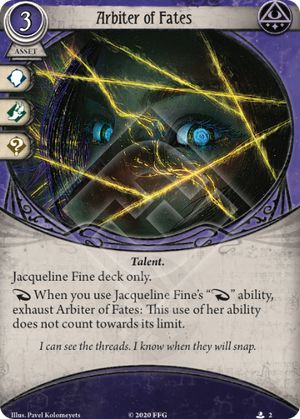 3
Arbiter of Fates
ASSET
?
Talent.
Jacqueline Fine deck only.
When you use Jacqueline Fine's “ ” ability,
exhaust Arbiter of Fates: This use of her ability
does not count towards its limit.
I can see the threads. I know when they will snap.
Illus. Pavel Kolomeyets © 2020 FFG 2